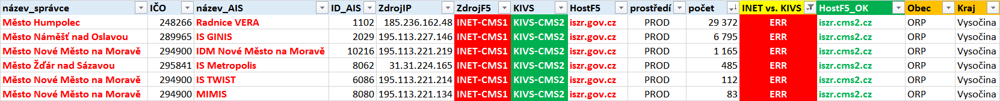 název_správce IČO název_AIS ID_AIS ZdrojIP ZdrojF5 KIVS HostF5 prostředí počet INET vs. KIVS HostF5_OK Obec Kraj
Město Humpolec 248266 Radnice VERA 1102 185.236.162.48 INET-CMS1 KIVS-CMS2 iszr.gov.cz PROD 29 372 ERR iszr.cms2.cz ORP Vysočina
Město Náměšť nad Oslavou 289965 IS GINIS 2029 195.113.227.146 INET-CMS1 KIVS-CMS2 iszr.gov.cz PROD 6 795 ERR iszr.cms2.cz ORP Vysočina
Město Nové Město na Moravě 294900 IDM Nové Město na Moravě 10216 195.113.221.219 INET-CMS1 KIVS-CMS2 iszr.gov.cz PROD 1 165 ERR iszr.cms2.cz ORP Vysočina
Město Žďár nad Sázavou 295841 IS Metropolis 8062 31.31.224.165 INET-CMS1 KIVS-CMS2 iszr.gov.cz PROD 485 ERR iszr.cms2.cz ORP Vysočina
Město Nové Město na Moravě 294900 IS TWIST 6086 195.113.221.214 INET-CMS1 KIVS-CMS2 iszr.gov.cz PROD 112 ERR iszr.cms2.cz ORP Vysočina
Město Nové Město na Moravě 294900 MIMIS 8080 195.113.221.134 INET-CMS1 KIVS-CMS2 iszr.gov.cz PROD 83 ERR iszr.cms2.cz ORP Vysočina